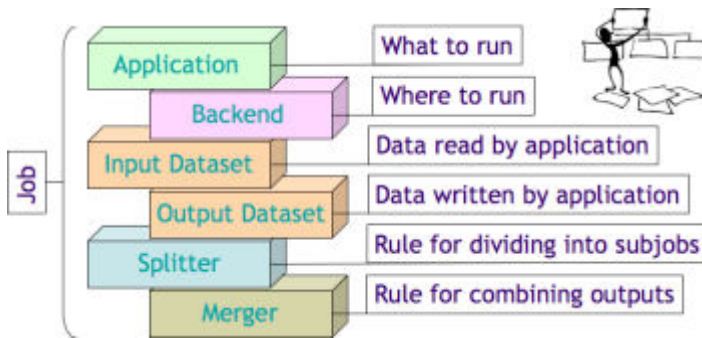 Job
Application
What to run
Backend
Where to run
Input Dataset
Data read by application
Output Dataset
Data written by application
Splitter
Rule for dividing into subjobs
Merger
Rule for combining outputs